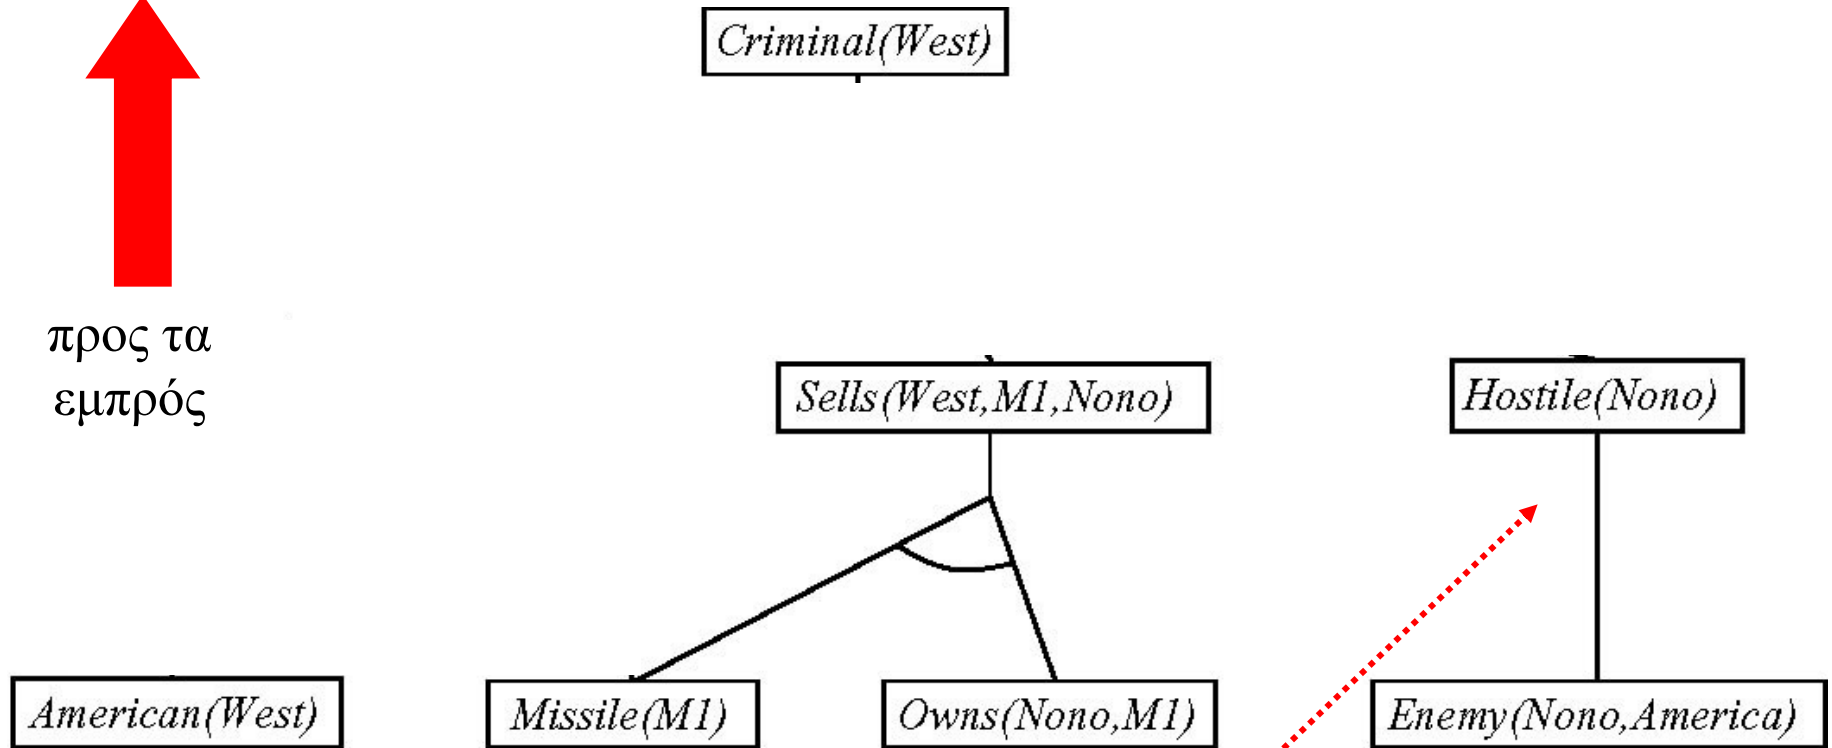 Criminal(West)
προς τα
εμπρός
Sells(West,M1,Nono)
Hostile(Nono)
American(West)
Missile(M1)
Owns(Nono,M1)
Enemy(Nono,America)